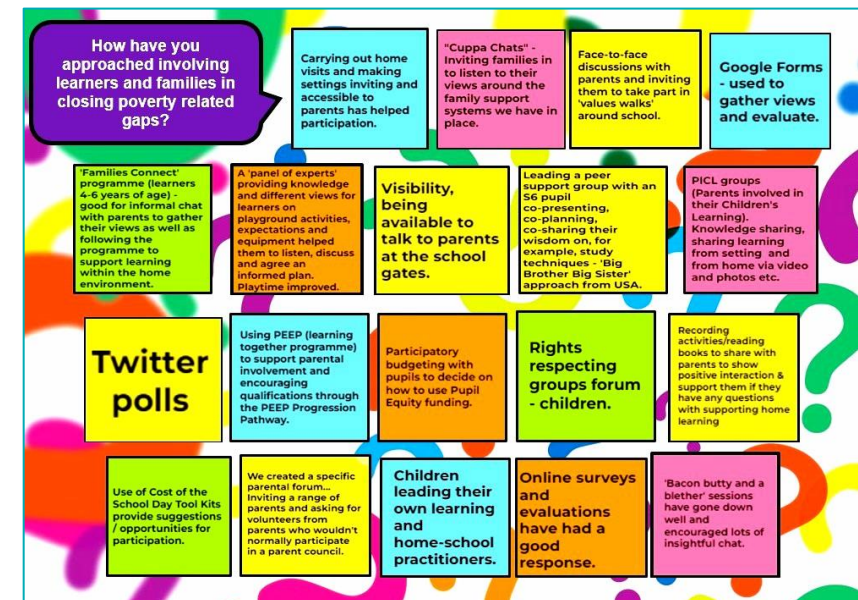 How have you
approached involving
learners and families in
closing poverty related
gaps?
Carrying out home
visits and making
settings inviting and
accessible to
parents has helped
participation.
"Cuppa Chats" -
Inviting families in
to listen to their
views around the
family support
systems we have in
place.
Face-to-face
discussions with
parents and inviting
them to take part in
'values walks'
around school.
Google Forms
- used to
gather views
and evaluate.
'Families Connect'
programme (learners
4-6 years of age) -
good for informal chat
with parents to gather
their views as well as
following the
programme to
support learning
within the home
environment.
A 'panel of experts'
providing knowledge
and different views for
learners on
playground activities,
expectations and
equipment helped
them to listen, discuss
and agree an
informed plan.
Playtime improved.
Visibility,
being
available to
talk to parents
at the school
gates.
Leading a peer
support group with an
S6 pupil
co-presenting,
co-planning,
co-sharing their
wisdom on, for
example, study
techniques - 'Big
Brother Big Sister'
approach from USA.
PICL groups
(Parents involved in
their Children's
Learning).
Knowledge sharing,
sharing learning
from setting and
from home via video
and photos etc.
Twitter
polls
Using PEEP (learning
together programme)
to support parental
involvement and
encouraging
qualifications through
the PEEP Progression
Pathway.
Participatory
budgeting with
pupils to decide on
how to use Pupil
Equity funding.
Rights
respecting
groups forum
- children.
Recording
activities/reading
books to share with
parents to show
positive interaction &
support them if they
have any questions
with supporting home
learning
Use of Cost of the
School Day Tool Kits
provide suggestions
/ opportunities for
participation.
We created a specific
parental forum...
Inviting a range of
parents and asking for
volunteers from
parents who wouldn't
normally participate
in a parent council.
Children
leading their
own learning
and
home-school
practitioners.
Online surveys
and
evaluations
have had a
good
response.
'Bacon butty and a
blether' sessions
have gone down
well and
encouraged lots of
insightful chat.